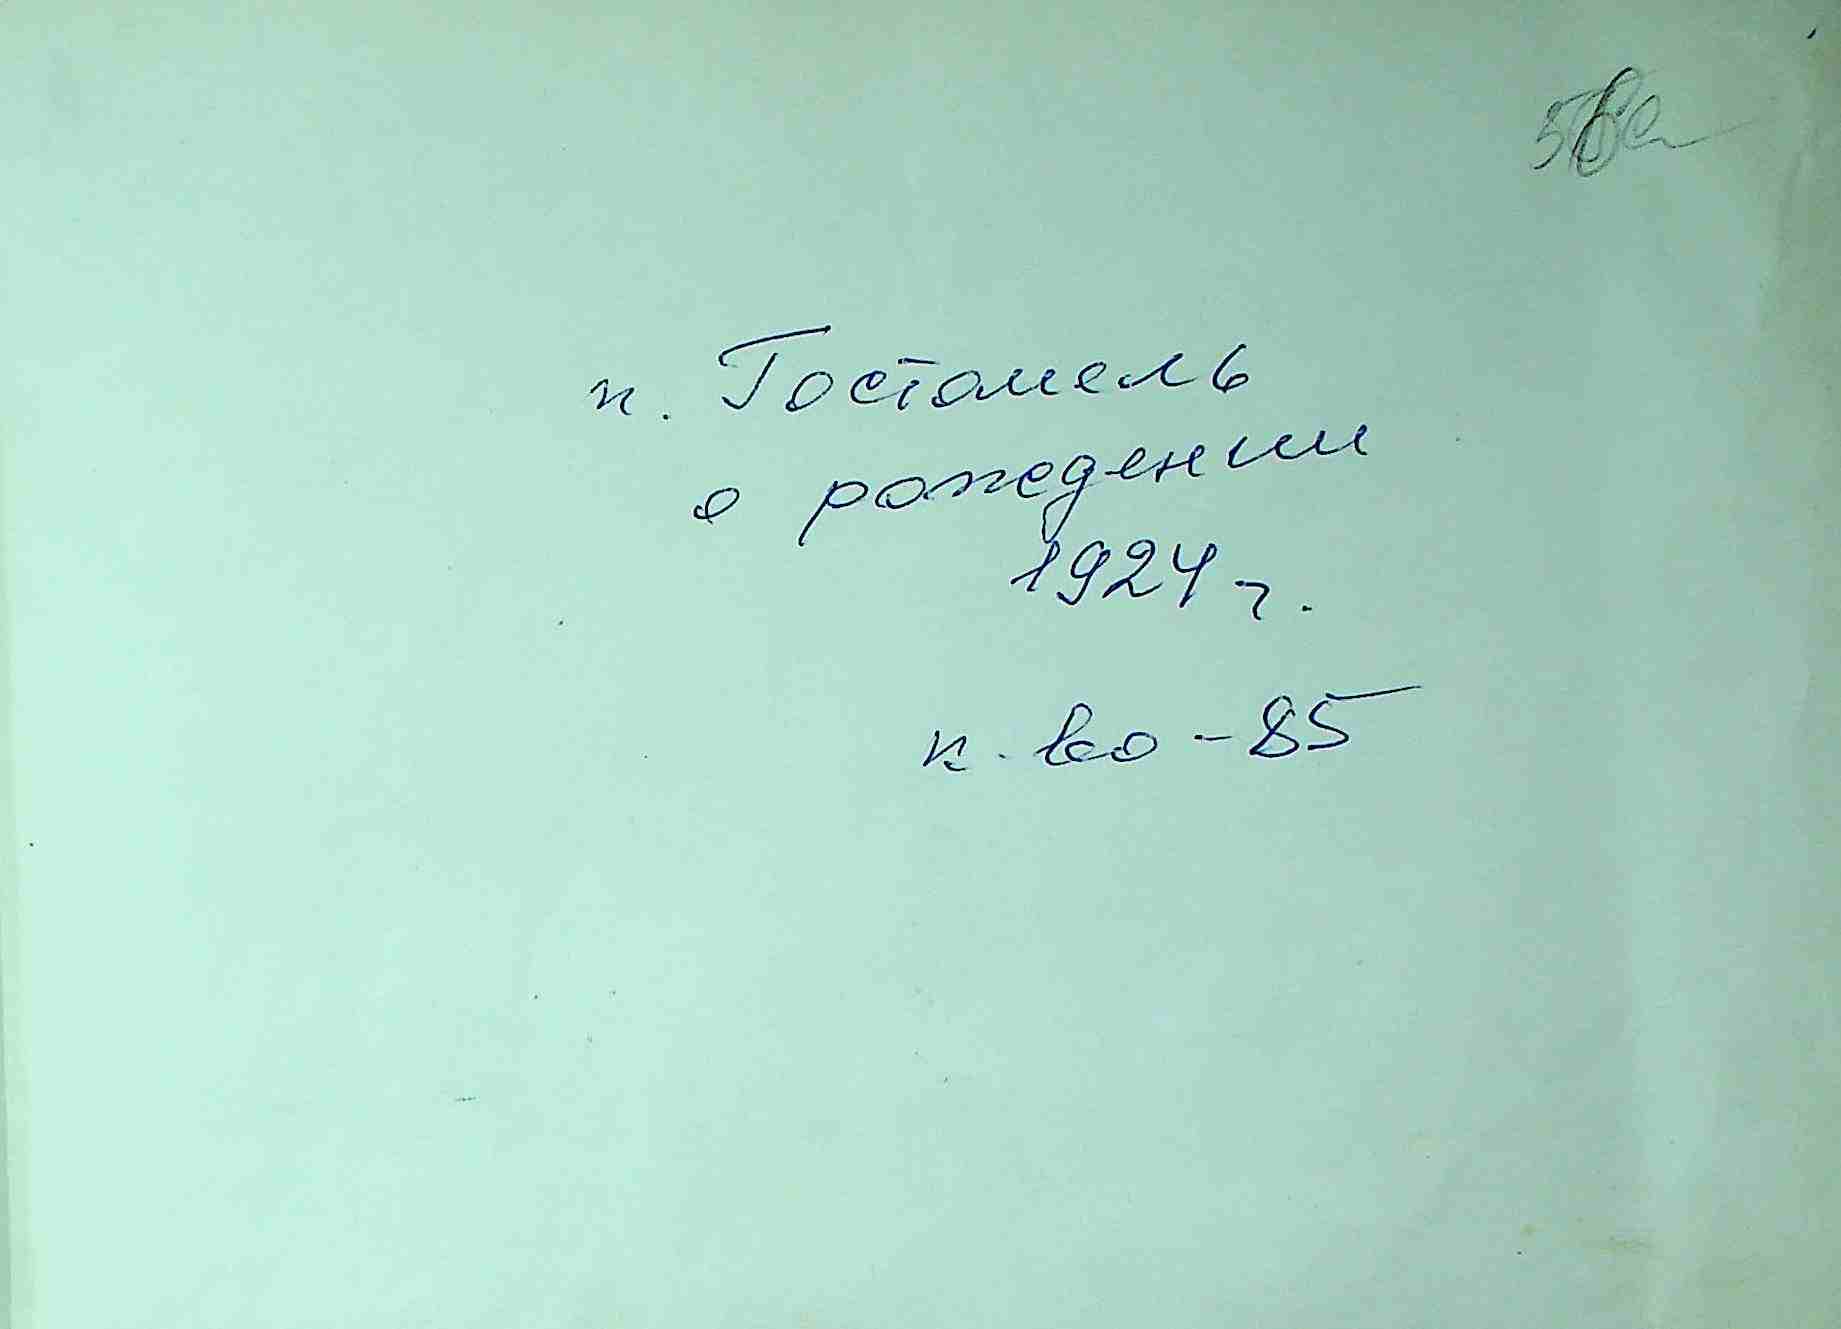 п. Гостомель
о рождении
1924 г.
к-во - 85